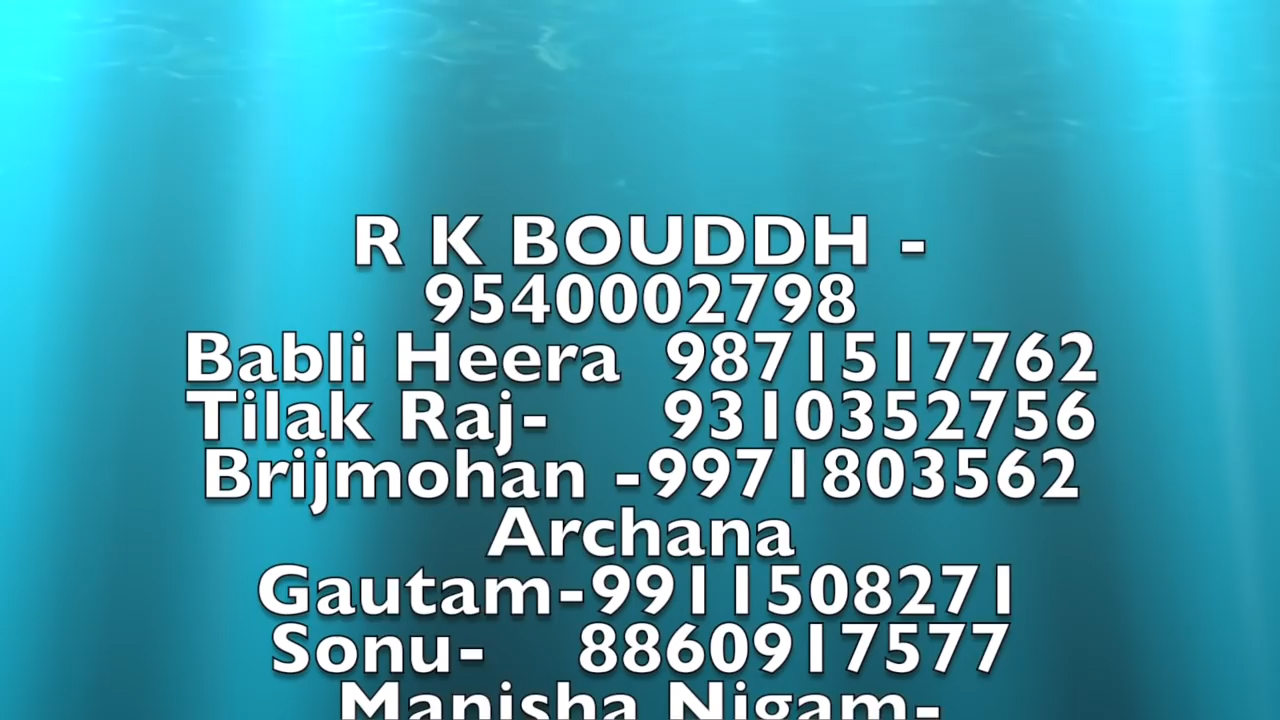 R K BOUDDH -
9540002798
Babli Heera 9871517762
Tilak Raj- 9310352756
Brijmohan -9971803562
Archana
Gautam-9911508271
Sonu- 8860917577
Manisha Nigam-